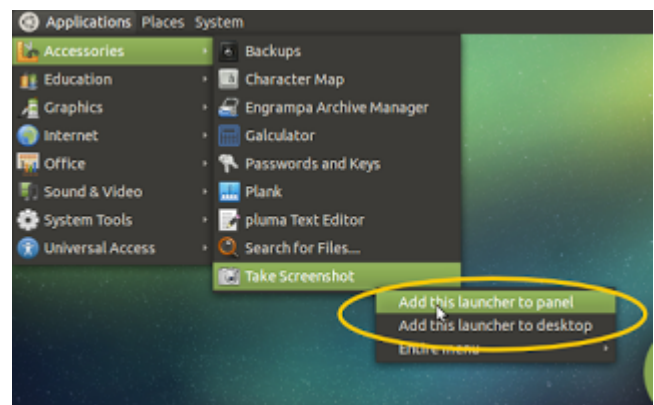 Applications Places System
Accessories
Education
Graphics
Internet
Office
Sound & Video
System Tools
Universal Access
Backups
Character Map
Engrampa Archive Manager
Galculator
Passwords and Keys
Plank
pluma Text Editor
Search for Files...
Take Screenshot
Add this launcher to panel
Add this launcher to desktop
Entire menu